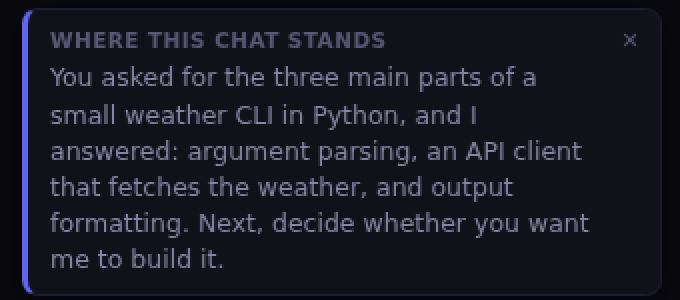 WHERE THIS CHAT STANDS ×
You asked for the three main parts of a
small weather CLI in Python, and I
answered: argument parsing, an API client
that fetches the weather, and output
formatting. Next, decide whether you want
me to build it.